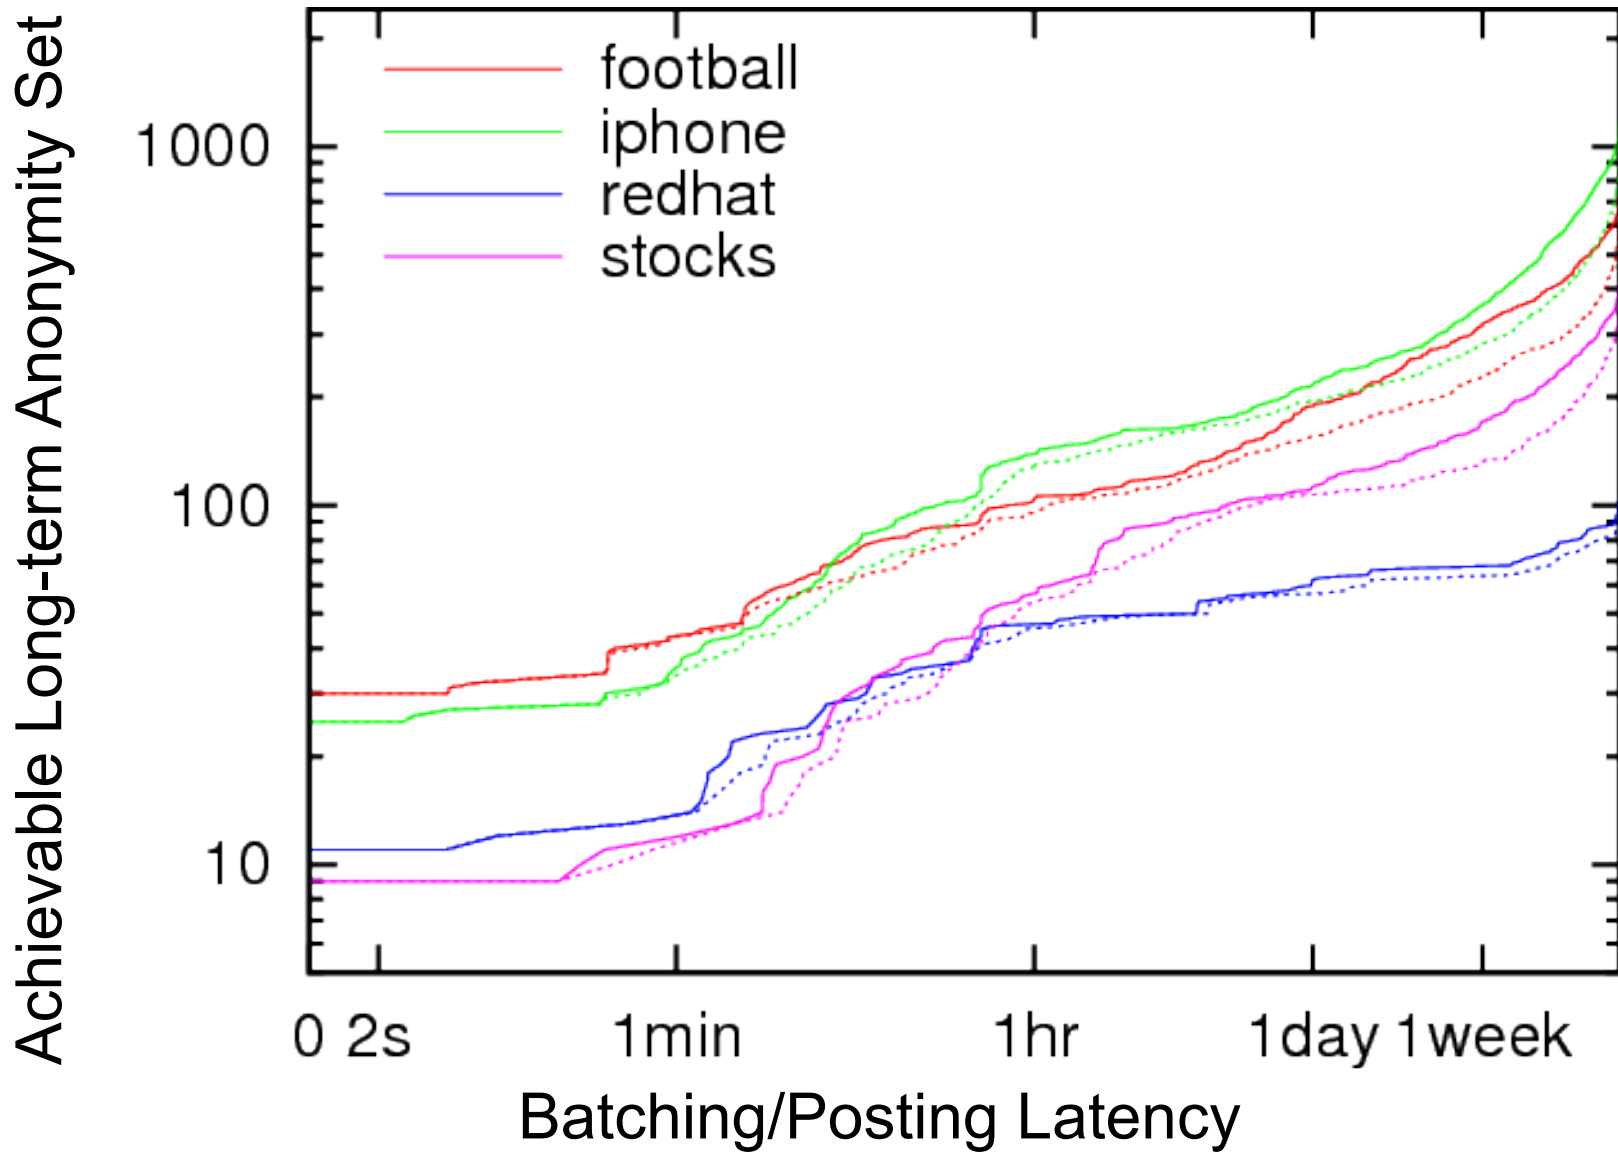 Achievable Long-term Anonymity Set
football
iphone
redhat
stocks
1000
100
10
0 2s 1min 1hr 1day 1week
Batching/Posting Latency